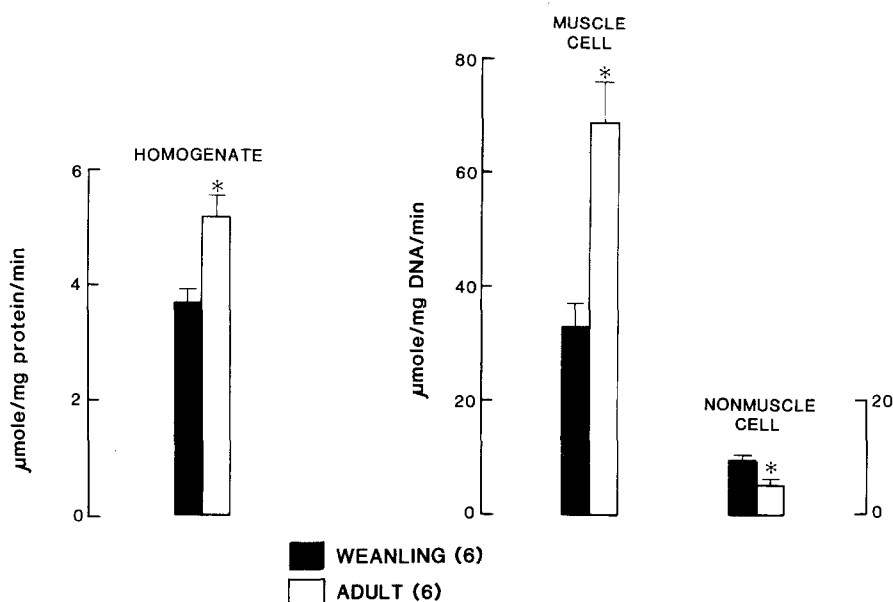 HOMOGENATE
*
6
4
2
0
µmole/mg protein/min
MUSCLE
CELL
*
80
60
40
20
0
µmole/mg DNA/min
NONMUSCLE
CELL
*
20
0
WEANLING (6)
ADULT (6)